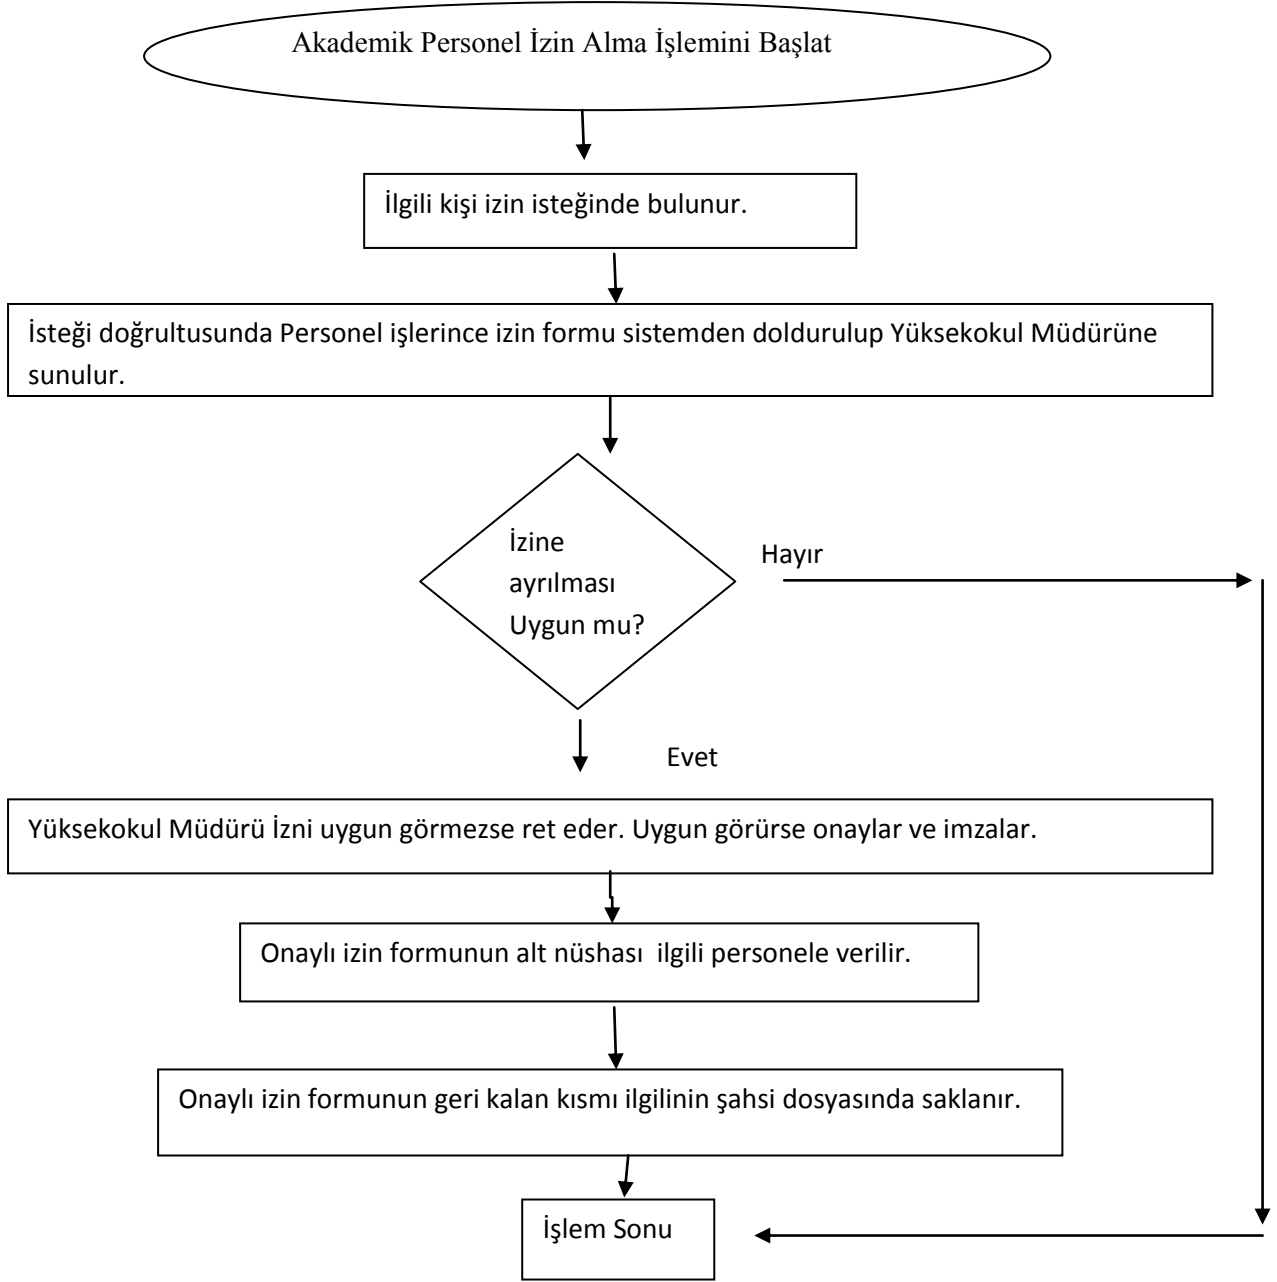 Akademik Personel İzin Alma İşlemini Başlat
İlgili kişi izin isteğinde bulunur.
İsteği doğrultusunda Personel işlerince izin formu sistemden doldurulup Yüksekokul Müdürüne
sunulur.
İzine
ayrılması
Uygun mu?
Hayır
Evet
Yüksekokul Müdürü İzni uygun görmezse ret eder. Uygun görürse onaylar ve imzalar.
Onaylı izin formunun alt nüshası  ilgili personele verilir.
Onaylı izin formunun geri kalan kısmı ilgilinin şahsi dosyasında saklanır.
İşlem Sonu